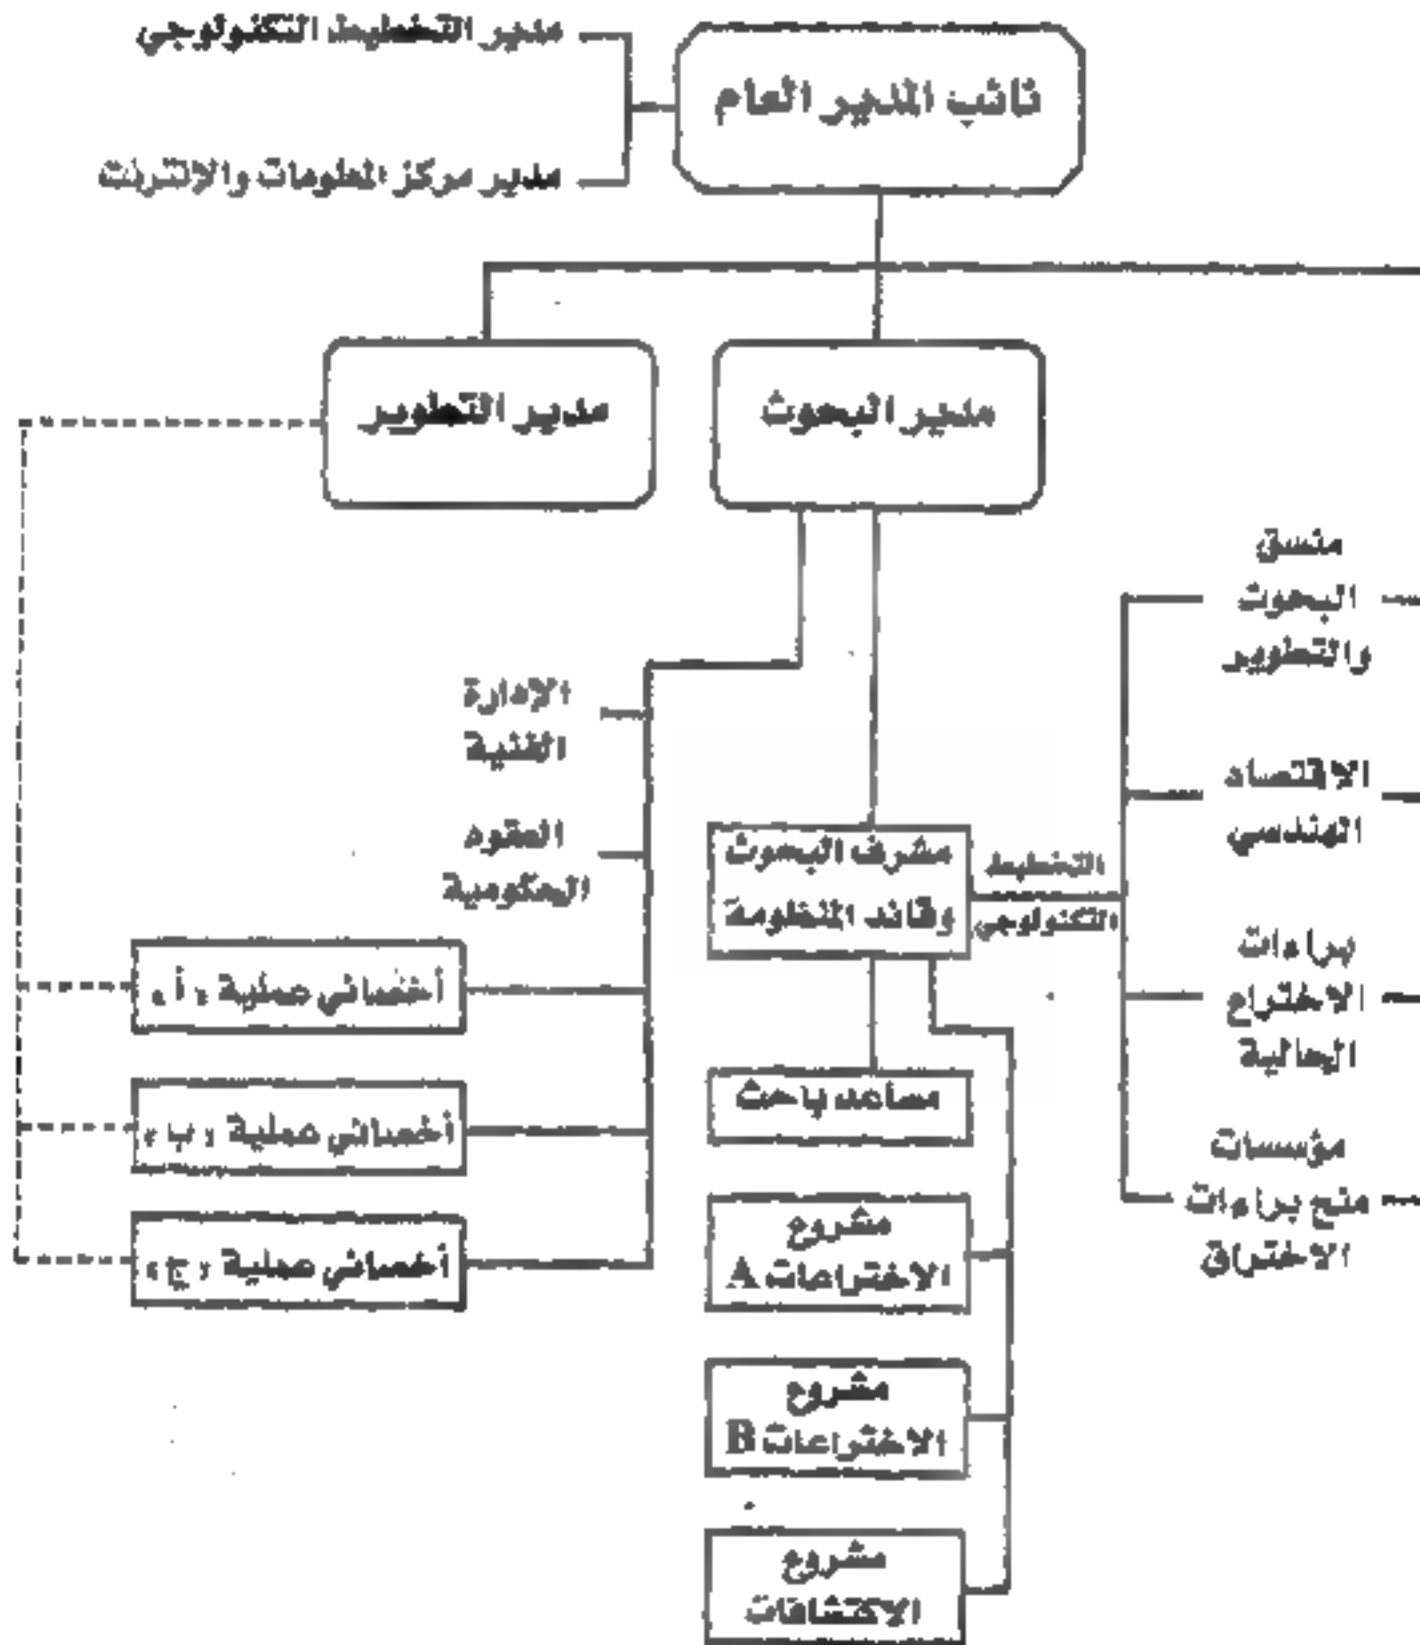 مدير التخطيط التكنولوجي
نائب المدير العام
مدير مركز المعلومات والإنترنت
مدير البحوث
مدير التطوير
منسق
البحوث
والتطوير
الإدارة
الفنية
الاقتصاد
الهندسي
العقود
الحكومية
مشرف البحوث
وقائد المنظومة
التخطيط
التكنولوجي
براءات
الاختراع
الحالية
أخصائي عملية «أ»
مساعد باحث
أخصائي عملية «ب»
مؤسسات
منح براءات
الاختراق
أخصائي عملية «ج»
مشروع
الاختراعات A
مشروع
الاختراعات B
مشروع
الاكتشافات